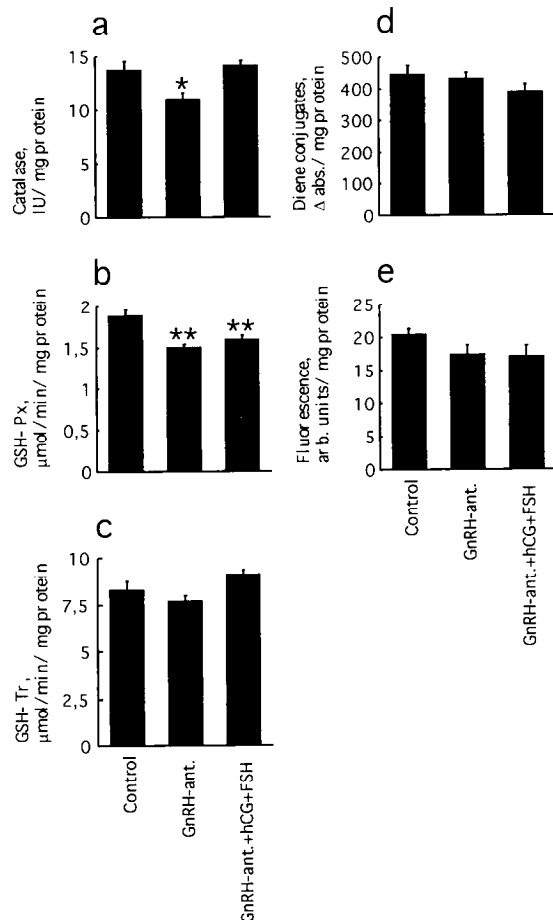 a
Catalase,
IU/ mg protein
15
10
5
0
*
b
GSH- Px,
µmol/min/ mg protein
2
1.5
1
0,5
0
**
**
c
GSH- Tr,
µmol/min/ mg protein
10
7,5
5
2,5
0
Control
GnRH-ant.
GnRH-ant.+hCG+FSH
d
Diene conjugates,
Δ abs./ mg protein
500
400
300
200
100
0
e
Fluorescence,
arb. units/ mg protein
25
20
15
10
5
0
Control
GnRH-ant.
GnRH-ant.+hCG+FSH